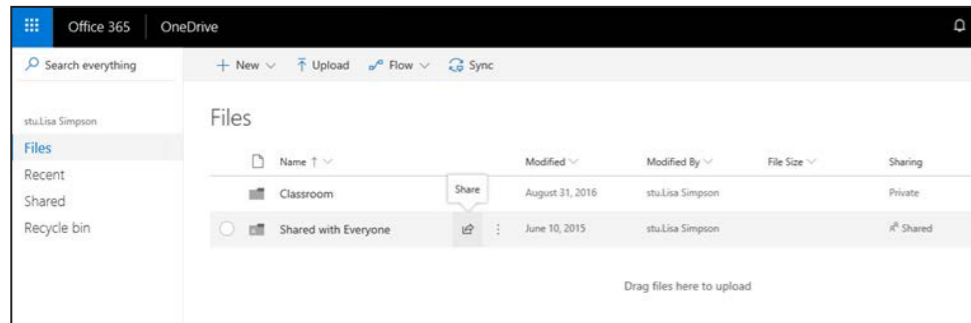 Office 365 OneDrive
Search everything New Upload Flow Sync
stu.Lisa Simpson
Files
Files
Recent
Shared
Recycle bin
Name Modified Modified By File Size Sharing
Share
Classroom August 31, 2016 stu.Lisa Simpson Private
Shared with Everyone June 10, 2015 stu.Lisa Simpson Shared
Drag files here to upload